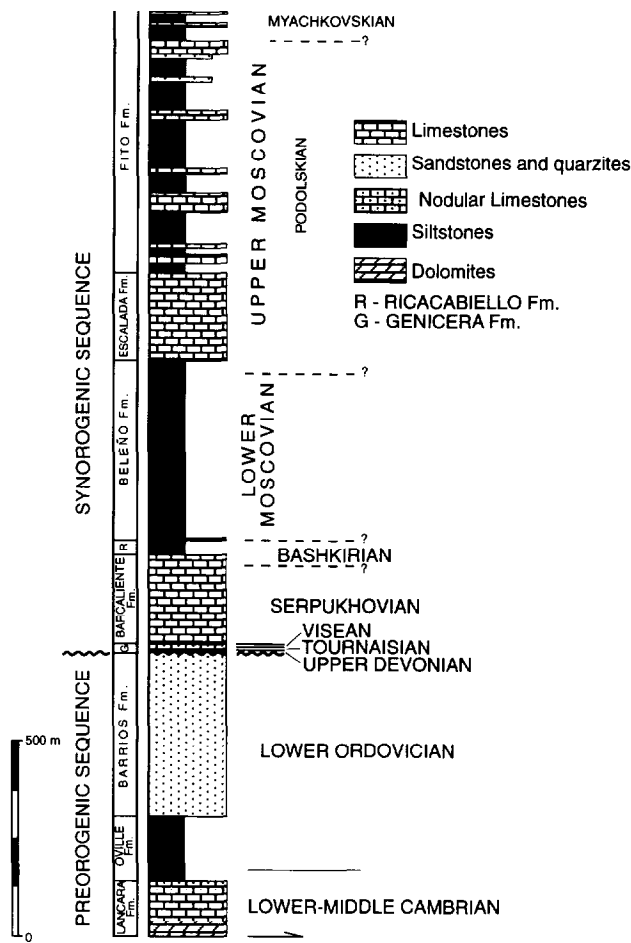 MYACHKOVSKIAN
?
FITO Fm.
UPPER MOSCOVIAN
PODOLSKIAN
Limestones
Sandstones and quarzites
Nodular Limestones
Siltstones
Dolomites
R - RICACABIELLO Fm.
G - GENICERA Fm.
SYNOROGENIC SEQUENCE
ESCALADA Fm.
?
BELEÑO Fm.
LOWER
MOSCOVIAN
?
R
BASHKIRIAN
?
BARCALIENTE
Fm.
SERPUKHOVIAN
VISEAN
G
TOURNAISIAN
UPPER DEVONIAN
PREOROGENIC SEQUENCE
BARRIOS Fm.
500 m
LOWER ORDOVICIAN
OVILLE
Fm.
LANCARA
Fm.
LOWER-MIDDLE CAMBRIAN
0